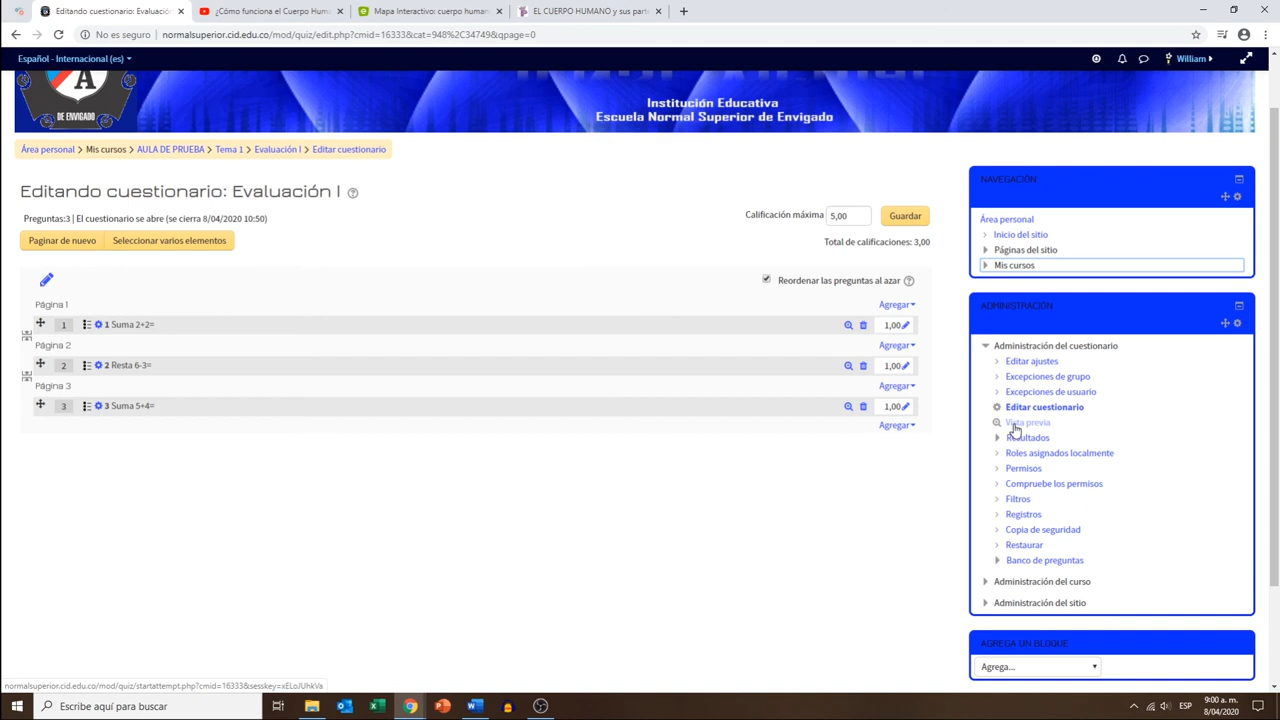 Editando cuestionario: Evaluació
¿Cómo funciona el Cuerpo Hum
Mapa Interactivo: cuerpo human
EL CUERPO HUMANO y sus part
No es seguro
normalsuperior.cid.edu.co/mod/quiz/edit.php?cmid=16333&cat=948%2C34749&qpage=0
Español - Internacional (es)
William
A
DE ENVIGADO
Institución Educativa
Escuela Normal Superior de Envigado
Área personal > Mis cursos > AULA DE PRUEBA > Tema 1 > Evaluación I > Editar cuestionario
Editando cuestionario: Evaluación I
Preguntas:3 | El cuestionario se abre (se cierra 8/04/2020 10:50)
Calificación máxima 5,00 Guardar
Paginar de nuevo Seleccionar varios elementos
Total de calificaciones: 3,00
Reordenar las preguntas al azar
Página 1 Agregar
1 1 Suma 2+2= 1,00
Página 2 Agregar
2 2 Resta 6-3= 1,00
Página 3 Agregar
3 3 Suma 5+4= 1,00
Agregar
NAVEGACIÓN
Área personal
Inicio del sitio
Páginas del sitio
Mis cursos
ADMINISTRACIÓN
Administración del cuestionario
Editar ajustes
Excepciones de grupo
Excepciones de usuario
Editar cuestionario
Vista previa
Resultados
Roles asignados localmente
Permisos
Compruebe los permisos
Filtros
Registros
Copia de seguridad
Restaurar
Banco de preguntas
Administración del curso
Administración del sitio
AGREGA UN BLOQUE
Agrega...
normalsuperior.cid.edu.co/mod/quiz/startattempt.php?cmid=16333&sesskey=xELoJUhkVa
Escribe aquí para buscar
ESP
9:00 a. m.
8/04/2020